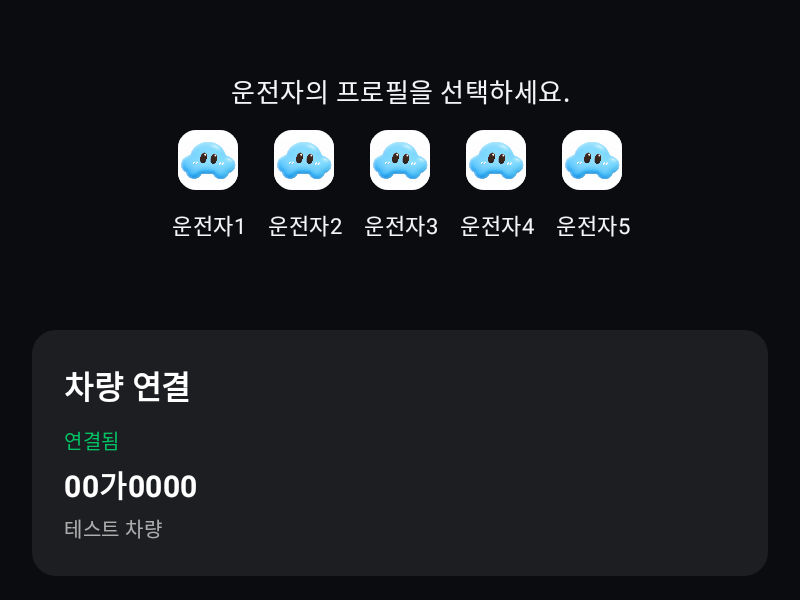 운전자의 프로필을 선택하세요.
운전자1 운전자2 운전자3 운전자4 운전자5
차량 연결
연결됨
00가0000
테스트 차량